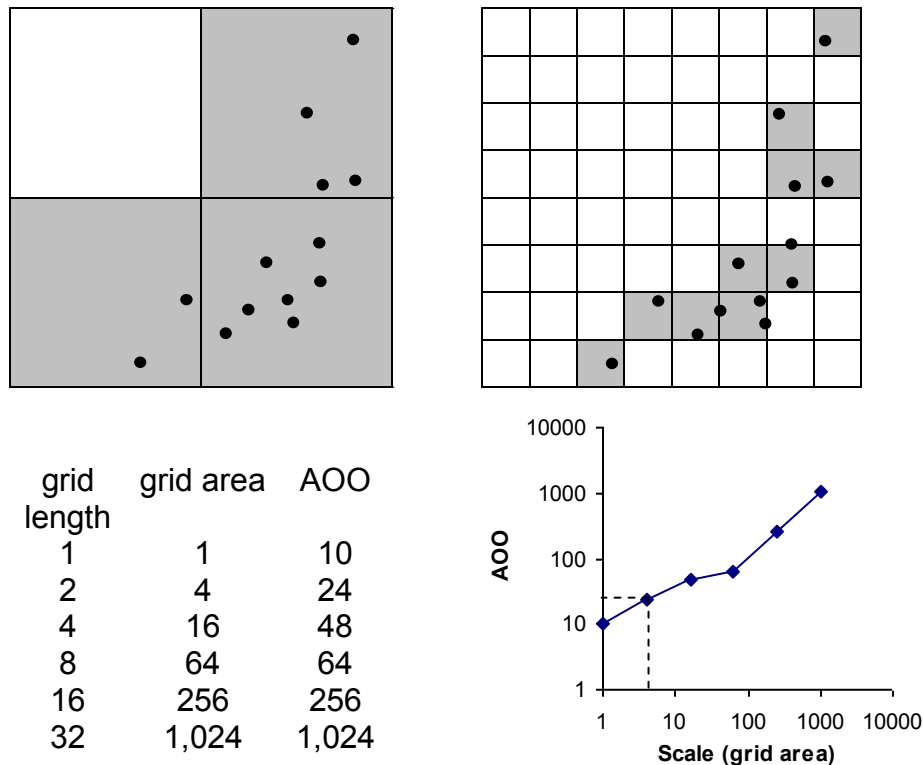 grid length grid area AOO
1 1 10
2 4 24
4 16 48
8 64 64
16 256 256
32 1,024 1,024
10000
1000
100
10
1
AOO
1 10 100 1000 10000
Scale (grid area)